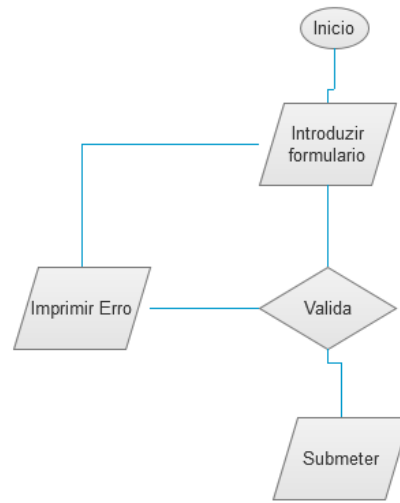 Inicio
Introduzir
formulario
Imprimir Erro
Valida
Submeter